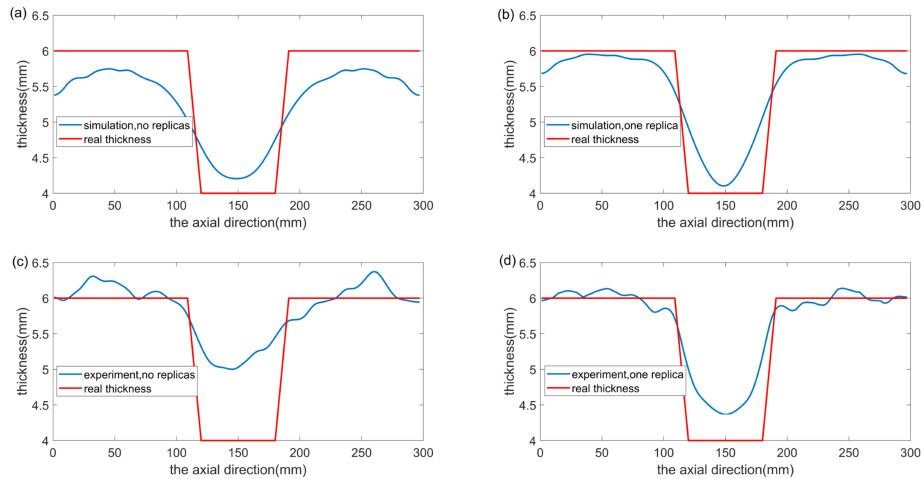 (a)
6.5
6
5.5
5
4.5
4
thickness(mm)
simulation,no replicas
real thickness
0 50 100 150 200 250 300
the axial direction(mm)
(b)
6.5
6
5.5
5
4.5
4
thickness(mm)
simulation,one replica
real thickness
0 50 100 150 200 250 300
the axial direction(mm)
(c)
6.5
6
5.5
5
4.5
4
thickness(mm)
experiment,no replicas
real thickness
0 50 100 150 200 250 300
the axial direction(mm)
(d)
6.5
6
5.5
5
4.5
4
thickness(mm)
experiment,one replica
real thickness
0 50 100 150 200 250 300
the axial direction(mm)